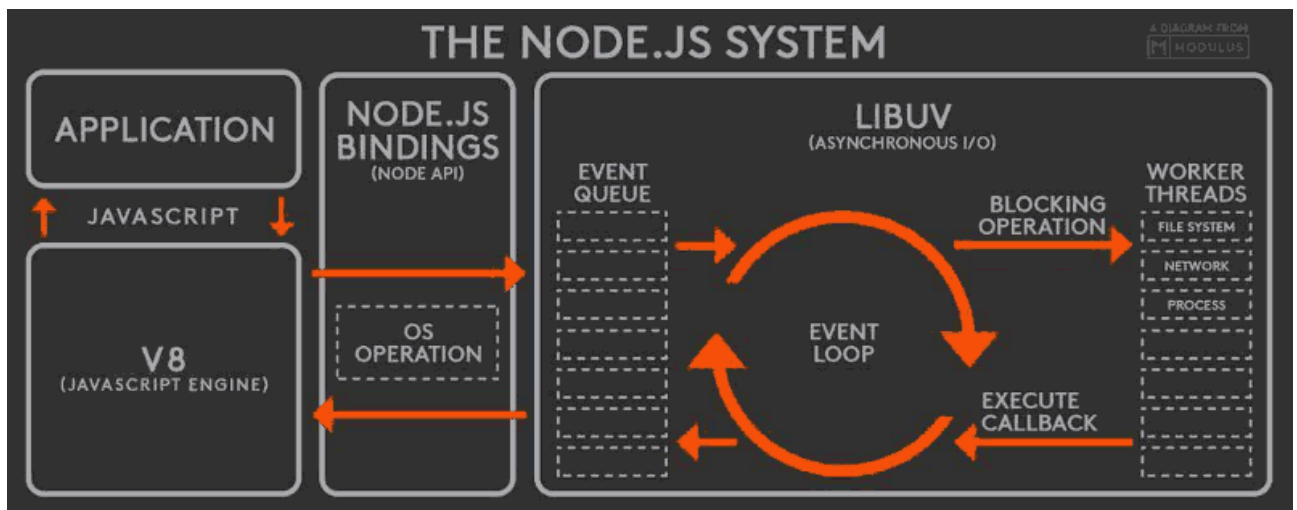 THE NODE.JS SYSTEM
A DIAGRAM FROM
M MODULUS
APPLICATION
JAVASCRIPT
V8
(JAVASCRIPT ENGINE)
NODE.JS
BINDINGS
(NODE API)
OS
OPERATION
LIBUV
(ASYNCHRONOUS I/O)
EVENT
QUEUE
EVENT
LOOP
BLOCKING
OPERATION
EXECUTE
CALLBACK
WORKER
THREADS
FILE SYSTEM
NETWORK
PROCESS